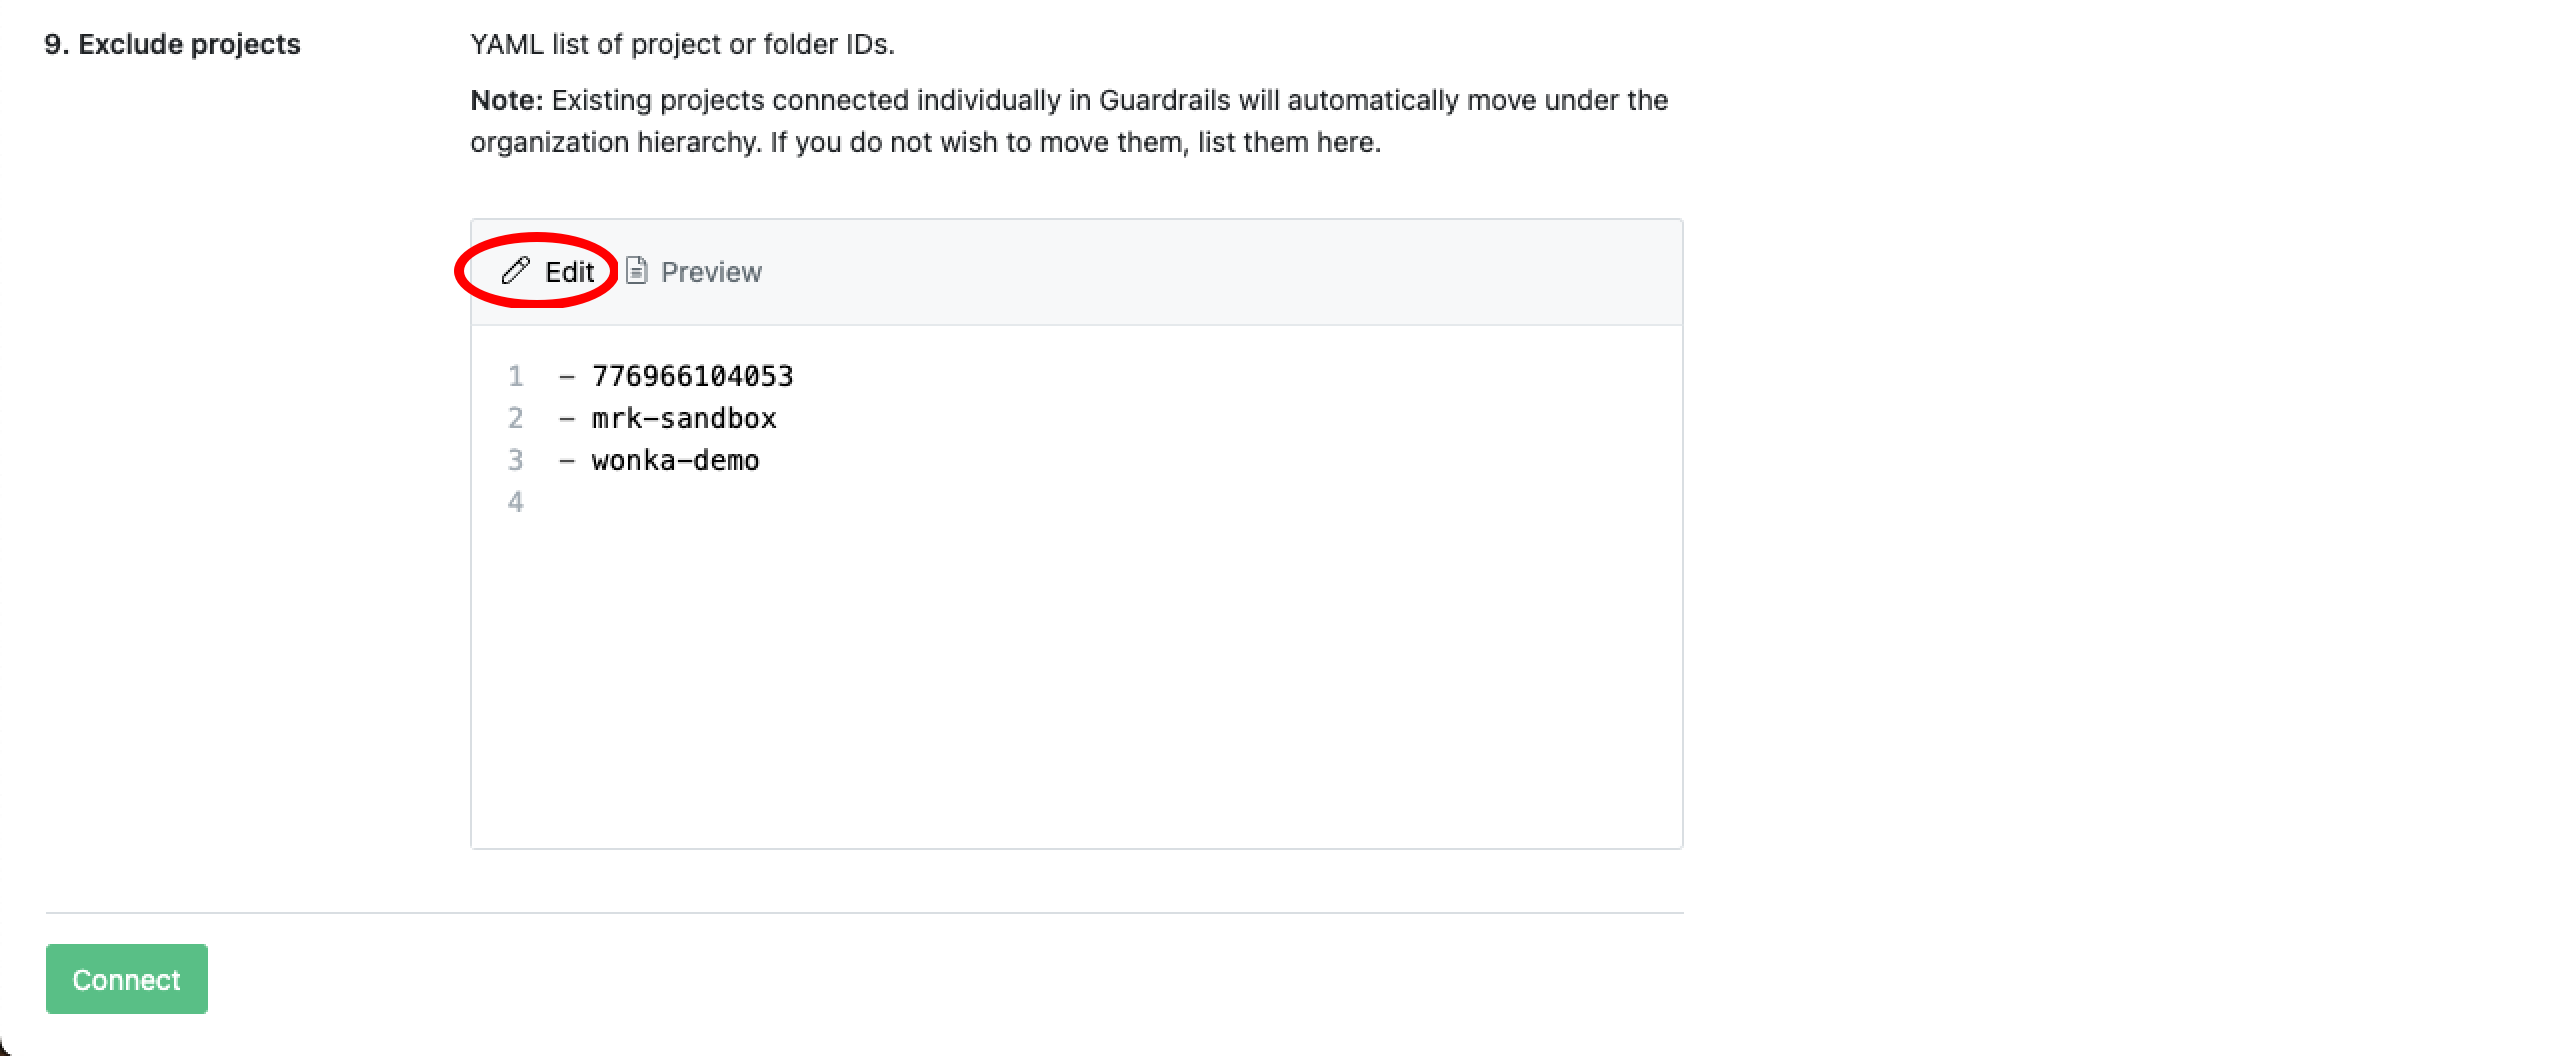 9. Exclude projects
YAML list of project or folder IDs.
Note: Existing projects connected individually in Guardrails will automatically move under the
organization hierarchy. If you do not wish to move them, list them here.
Edit Preview
1 - 776966104053
2 - mrk-sandbox
3 - wonka-demo
4
Connect